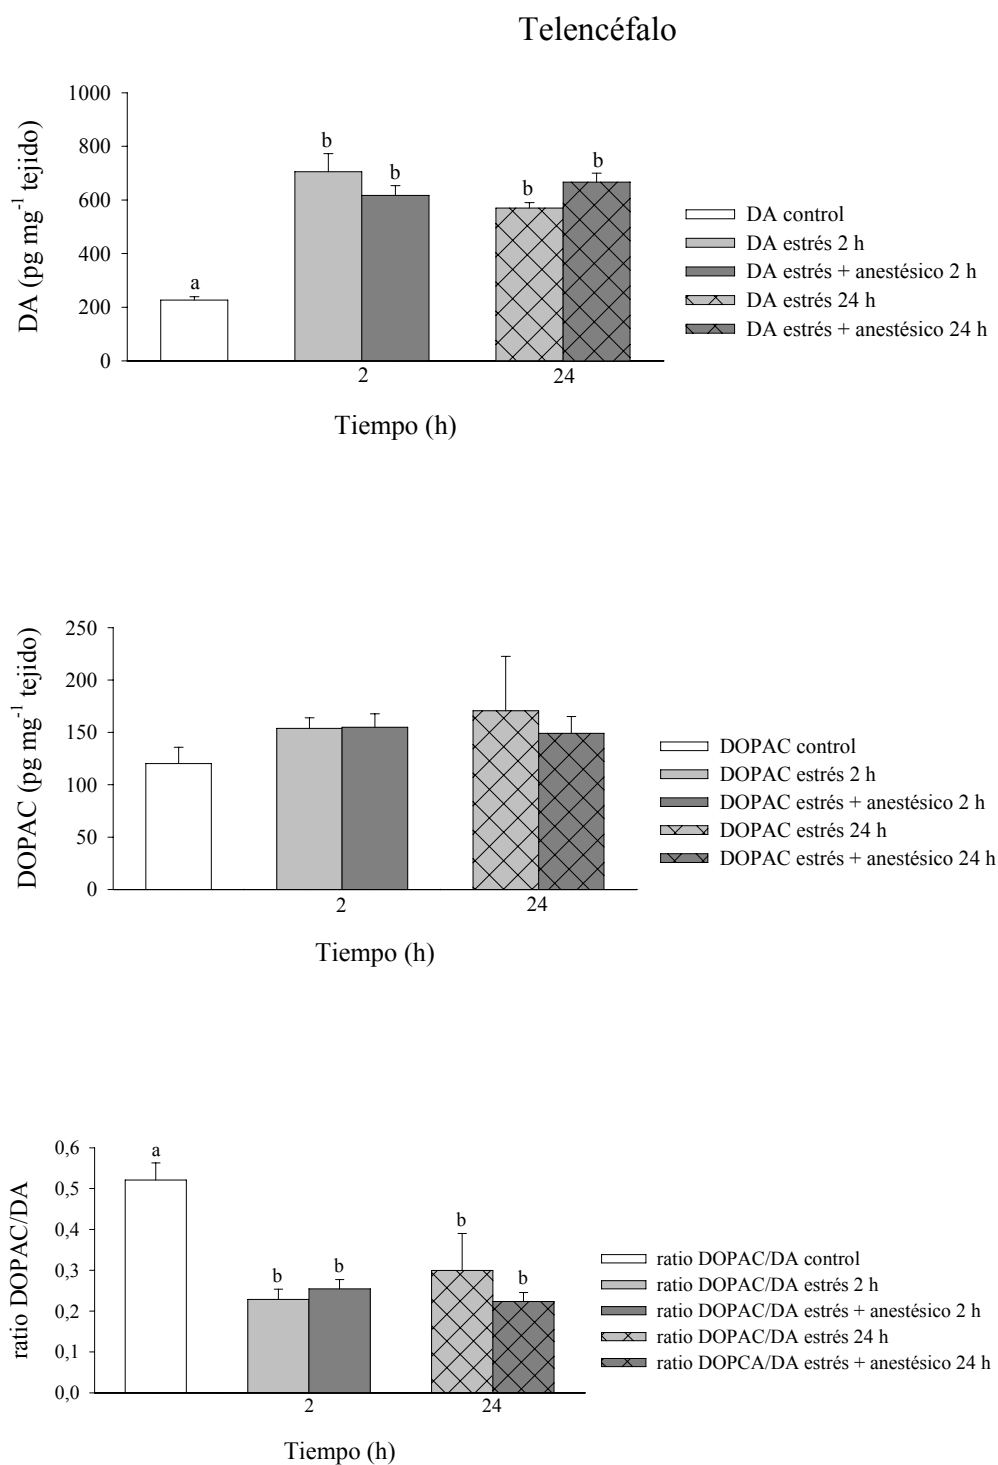 Telencéfalo
DA (pg mg⁻¹ tejido)
1000
800
600
400
200
0
a
b
b
b
b
2
24
Tiempo (h)
DA control
DA estrés 2 h
DA estrés + anestésico 2 h
DA estrés 24 h
DA estrés + anestésico 24 h
DOPAC (pg mg⁻¹ tejido)
250
200
150
100
50
0
2
24
Tiempo (h)
DOPAC control
DOPAC estrés 2 h
DOPAC estrés + anestésico 2 h
DOPAC estrés 24 h
DOPAC estrés + anestésico 24 h
ratio DOPAC/DA
0,6
0,5
0,4
0,3
0,2
0,1
0,0
a
b
b
b
b
2
24
Tiempo (h)
ratio DOPAC/DA control
ratio DOPAC/DA estrés 2 h
ratio DOPAC/DA estrés + anestésico 2 h
ratio DOPAC/DA estrés 24 h
ratio DOPCA/DA estrés + anestésico 24 h